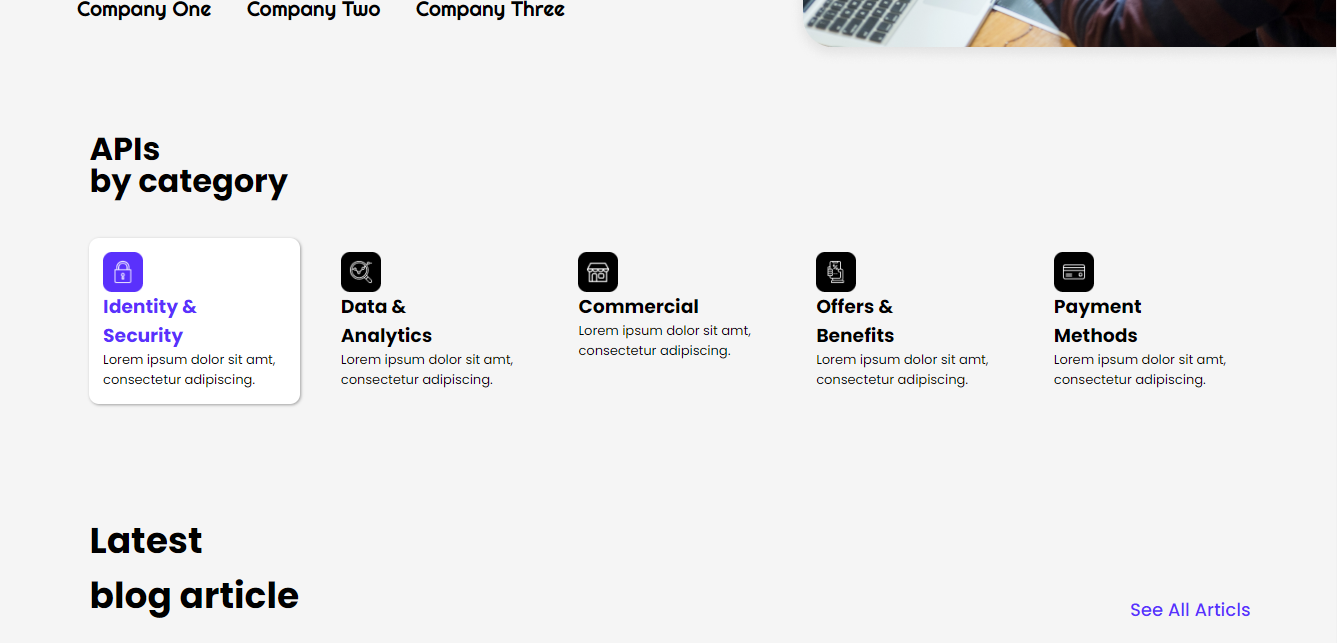 Company One Company Two Company Three
APIs
by category
Identity &
Security
Lorem ipsum dolor sit amt,
consectetur adipiscing.
Data &
Analytics
Lorem ipsum dolor sit amt,
consectetur adipiscing.
Commercial
Lorem ipsum dolor sit amt,
consectetur adipiscing.
Offers &
Benefits
Lorem ipsum dolor sit amt,
consectetur adipiscing.
Payment
Methods
Lorem ipsum dolor sit amt,
consectetur adipiscing.
Latest
blog article
See All Articls